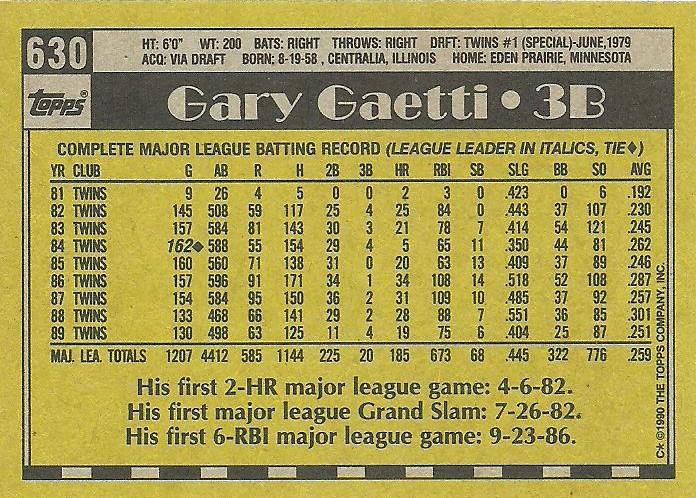 630
HT: 6'0" WT: 200 BATS: RIGHT THROWS: RIGHT DRFT: TWINS #1 (SPECIAL)-JUNE,1979
ACQ: VIA DRAFT BORN: 8-19-58 , CENTRALIA, ILLINOIS HOME: EDEN PRAIRIE, MINNESOTA
topps®
Gary Gaetti • 3B
COMPLETE MAJOR LEAGUE BATTING RECORD (LEAGUE LEADER IN ITALICS, TIE♦)
YR CLUB G AB R H 2B 3B HR RBI SB SLG BB SO AVG
81 TWINS 9 26 4 5 0 0 2 3 0 .423 0 6 .192
82 TWINS 145 508 59 117 25 4 25 84 0 .443 37 107 .230
83 TWINS 157 584 81 143 30 3 21 78 7 .414 54 121 .245
84 TWINS 162♦ 588 55 154 29 4 5 65 11 .350 44 81 .262
85 TWINS 160 560 71 138 31 0 20 63 13 .409 37 89 .246
86 TWINS 157 596 91 171 34 1 34 108 14 .518 52 108 .287
87 TWINS 154 584 95 150 36 2 31 109 10 .485 37 92 .257
88 TWINS 133 468 66 141 29 2 28 88 7 .551 36 85 .301
89 TWINS 130 498 63 125 11 4 19 75 6 .404 25 87 .251
MAJ. LEA. TOTALS 1207 4412 585 1144 225 20 185 673 68 .445 322 776 .259
His first 2-HR major league game: 4-6-82.
His first major league Grand Slam: 7-26-82.
His first 6-RBI major league game: 9-23-86.
C* ©1990 THE TOPPS COMPANY, INC.